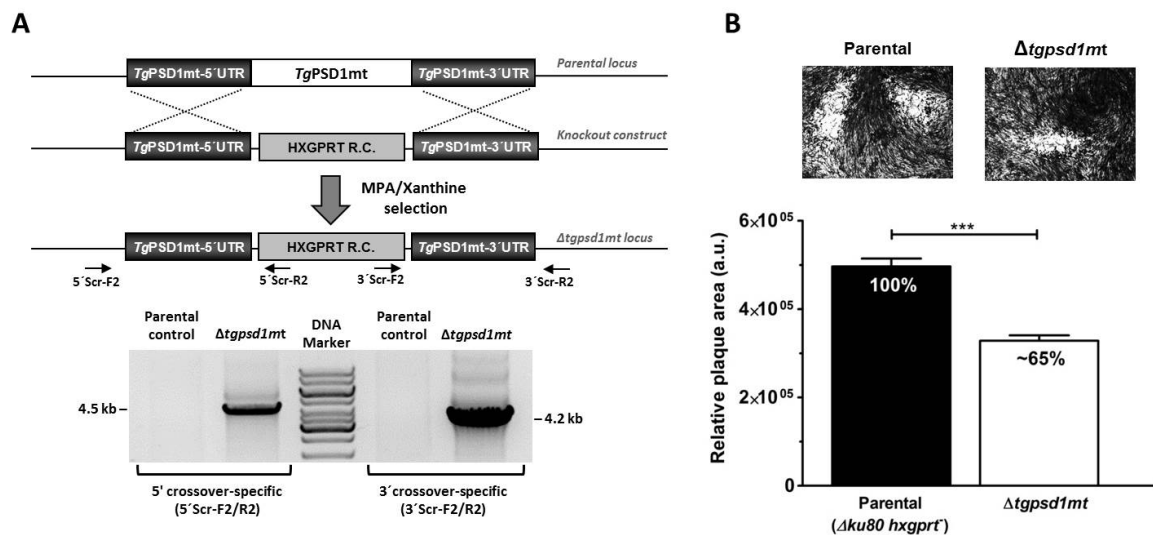 A
TgPSD1mt-5´UTR TgPSD1mt TgPSD1mt-3´UTR Parental locus
TgPSD1mt-5´UTR HXGPRT R.C. TgPSD1mt-3´UTR Knockout construct
MPA/Xanthine
selection
TgPSD1mt-5´UTR HXGPRT R.C. TgPSD1mt-3´UTR Δtgpsd1mt locus
5´Scr-F2 5´Scr-R2 3´Scr-F2 3´Scr-R2
Parental
control
Δtgpsd1mt
DNA
Marker
Parental
control
Δtgpsd1mt
4.5 kb
4.2 kb
5' crossover-specific
(5´Scr-F2/R2)
3´crossover-specific
(3´Scr-F2/R2)
B
Parental Δtgpsd1mt
Relative plaque area (a.u.)
6×10⁰⁵
4×10⁰⁵
2×10⁰⁵
0
***
100%
~65%
Parental
(Δku80 hxgprt⁻)
Δtgpsd1mt